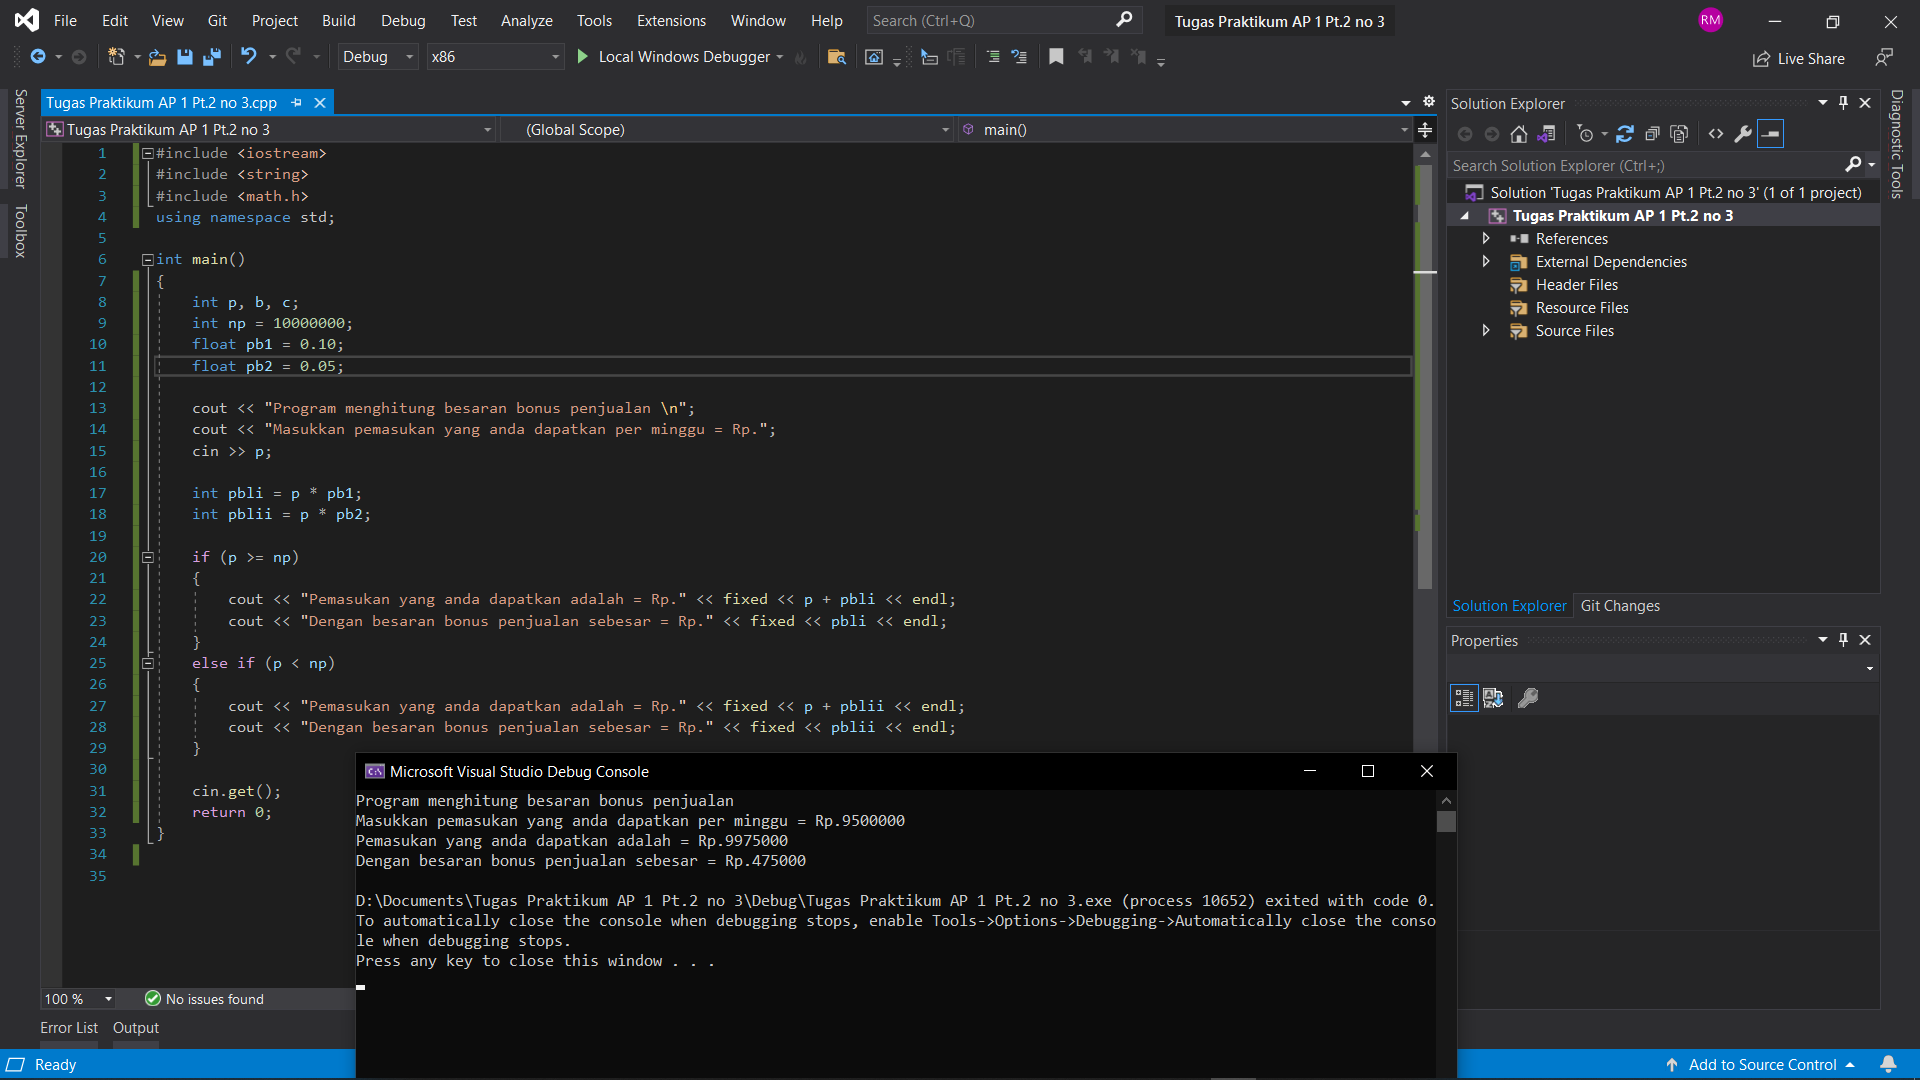 File Edit View Git Project Build Debug Test Analyze Tools Extensions Window Help Search (Ctrl+Q) Tugas Praktikum AP 1 Pt.2 no 3 RM
Debug x86 Local Windows Debugger Live Share
Server Explorer
Toolbox
Tugas Praktikum AP 1 Pt.2 no 3.cpp
Tugas Praktikum AP 1 Pt.2 no 3 (Global Scope) main()
1 #include <iostream>
2 #include <string>
3 #include <math.h>
4 using namespace std;
5
6 int main()
7 {
8 int p, b, c;
9 int np = 10000000;
10 float pb1 = 0.10;
11 float pb2 = 0.05;
12
13 cout << "Program menghitung besaran bonus penjualan \n";
14 cout << "Masukkan pemasukan yang anda dapatkan per minggu = Rp.";
15 cin >> p;
16
17 int pbli = p * pb1;
18 int pblii = p * pb2;
19
20 if (p >= np)
21 {
22 cout << "Pemasukan yang anda dapatkan adalah = Rp." << fixed << p + pbli << endl;
23 cout << "Dengan besaran bonus penjualan sebesar = Rp." << fixed << pbli << endl;
24 }
25 else if (p < np)
26 {
27 cout << "Pemasukan yang anda dapatkan adalah = Rp." << fixed << p + pblii << endl;
28 cout << "Dengan besaran bonus penjualan sebesar = Rp." << fixed << pblii << endl;
29 }
30
31 cin.get();
32 return 0;
33 }
34
35
Microsoft Visual Studio Debug Console
Program menghitung besaran bonus penjualan
Masukkan pemasukan yang anda dapatkan per minggu = Rp.9500000
Pemasukan yang anda dapatkan adalah = Rp.9975000
Dengan besaran bonus penjualan sebesar = Rp.475000
D:\Documents\Tugas Praktikum AP 1 Pt.2 no 3\Debug\Tugas Praktikum AP 1 Pt.2 no 3.exe (process 10652) exited with code 0.
To automatically close the console when debugging stops, enable Tools->Options->Debugging->Automatically close the conso
le when debugging stops.
Press any key to close this window . . .
Solution Explorer
Search Solution Explorer (Ctrl+;)
Solution 'Tugas Praktikum AP 1 Pt.2 no 3' (1 of 1 project)
Tugas Praktikum AP 1 Pt.2 no 3
References
External Dependencies
Header Files
Resource Files
Source Files
Solution Explorer Git Changes
Properties
Diagnostic Tools
100 % No issues found
Error List Output
Ready Add to Source Control